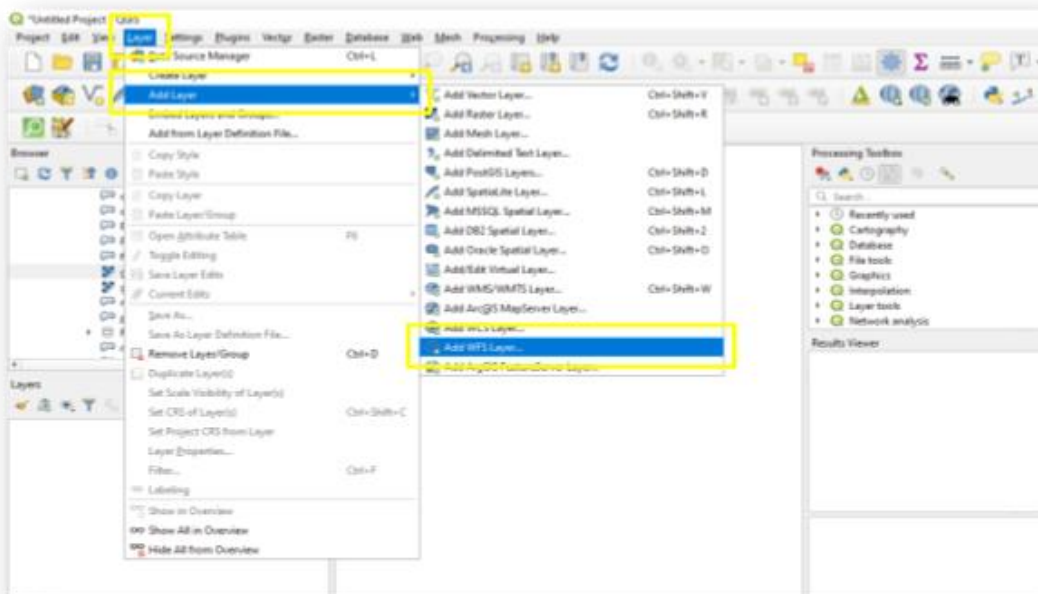 *Untitled Project - QGIS
Project Edit View Layer Settings Plugins Vector Raster Database Web Mesh Processing Help
Data Source Manager Ctrl+L
Create Layer
Add Layer
Embed Layers and Groups...
Add from Layer Definition File...
Copy Style
Paste Style
Copy Layer
Paste Layer/Group
Open Attribute Table F6
Toggle Editing
Save Layer Edits
Current Edits
Save As...
Save As Layer Definition File...
Remove Layer/Group Ctrl+D
Duplicate Layer(s)
Set Scale Visibility of Layer(s)
Set CRS of Layer(s) Ctrl+Shift+C
Set Project CRS from Layer
Layer Properties...
Filter... Ctrl+F
Labeling
Show in Overview
Show All in Overview
Hide All from Overview
Add Vector Layer... Ctrl+Shift+V
Add Raster Layer... Ctrl+Shift+R
Add Mesh Layer...
Add Delimited Text Layer...
Add PostGIS Layers... Ctrl+Shift+D
Add SpatiaLite Layer... Ctrl+Shift+L
Add MSSQL Spatial Layer... Ctrl+Shift+M
Add DB2 Spatial Layer... Ctrl+Shift+2
Add Oracle Spatial Layer... Ctrl+Shift+O
Add/Edit Virtual Layer...
Add WMS/WMTS Layer... Ctrl+Shift+W
Add ArcGIS MapServer Layer...
Add WCS Layer...
Add WFS Layer...
Add ArcGIS FeatureServer Layer...
Browser
Layers
Processing Toolbox
Search...
Recently used
Cartography
Database
File tools
Graphics
Interpolation
Layer tools
Network analysis
Results Viewer